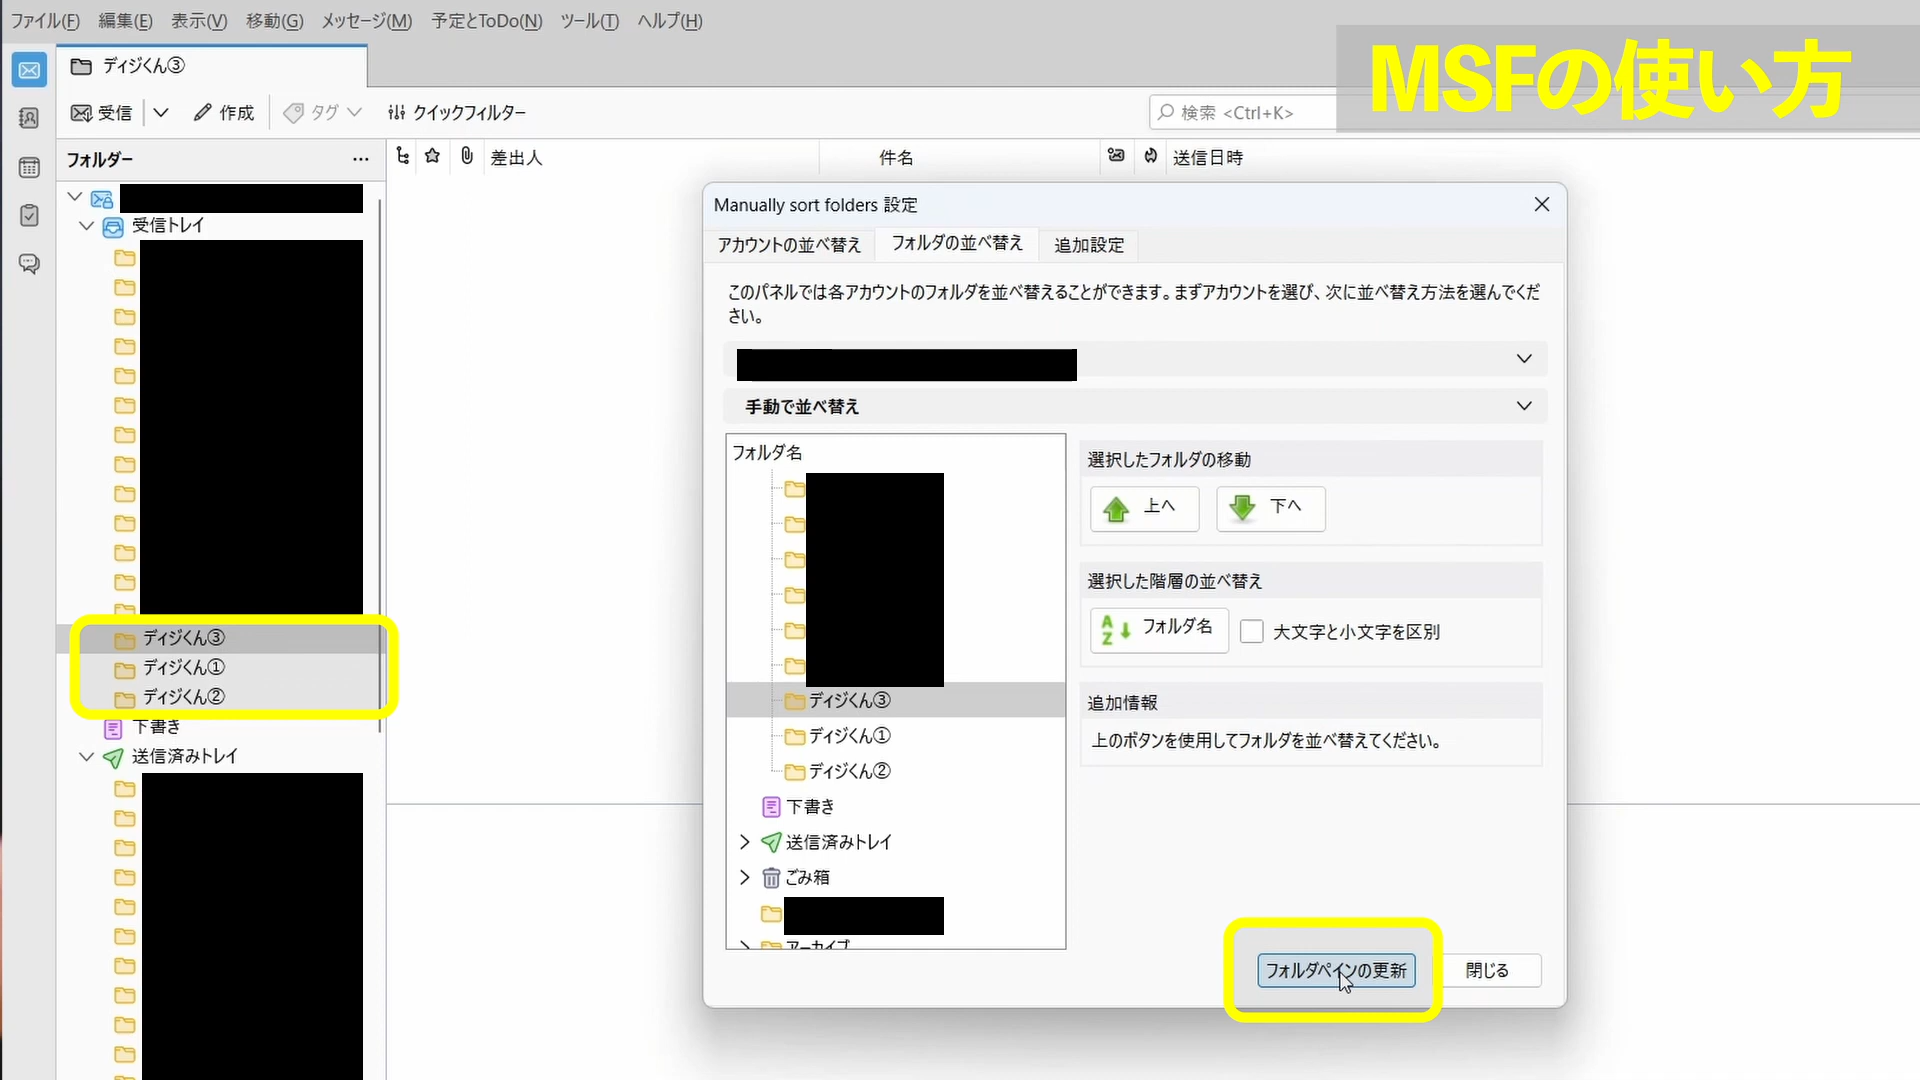 ファイル(F) 編集(E) 表示(V) 移動(G) メッセージ(M) 予定とToDo(N) ツール(T) ヘルプ(H)
MSFの使い方
ディジくん③
受信 作成 タグ クイックフィルター
検索 <Ctrl+K>
フォルダー
差出人 件名 送信日時
受信トレイ
ディジくん③
ディジくん①
ディジくん②
下書き
送信済みトレイ
Manually sort folders 設定
アカウントの並べ替え フォルダの並べ替え 追加設定
このパネルでは各アカウントのフォルダを並べ替えることができます。まずアカウントを選び、次に並べ替え方法を選んでくだ
さい。
手動で並べ替え
フォルダ名
ディジくん③
ディジくん①
ディジくん②
下書き
送信済みトレイ
ごみ箱
アーカイブ
選択したフォルダの移動
上へ 下へ
選択した階層の並べ替え
フォルダ名 大文字と小文字を区別
追加情報
上のボタンを使用してフォルダを並べ替えてください。
フォルダペインの更新 閉じる